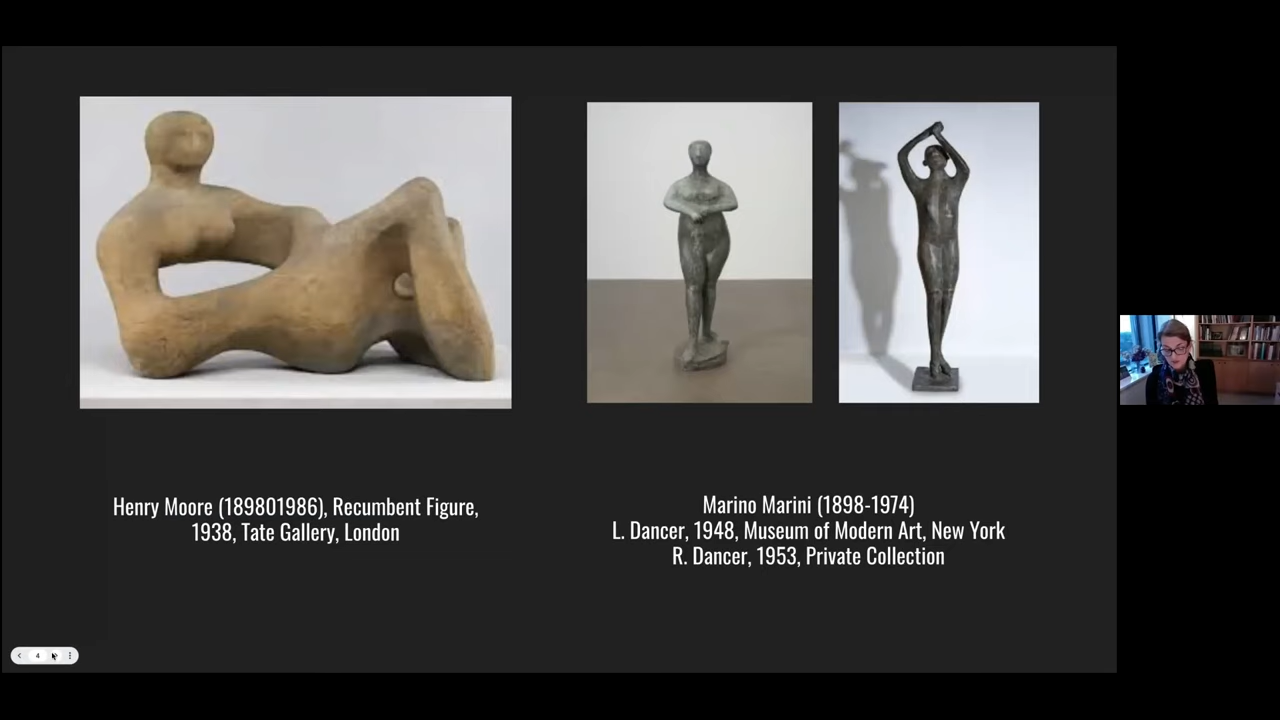 Henry Moore (189801986), Recumbent Figure,
1938, Tate Gallery, London
Marino Marini (1898-1974)
L. Dancer, 1948, Museum of Modern Art, New York
R. Dancer, 1953, Private Collection
4